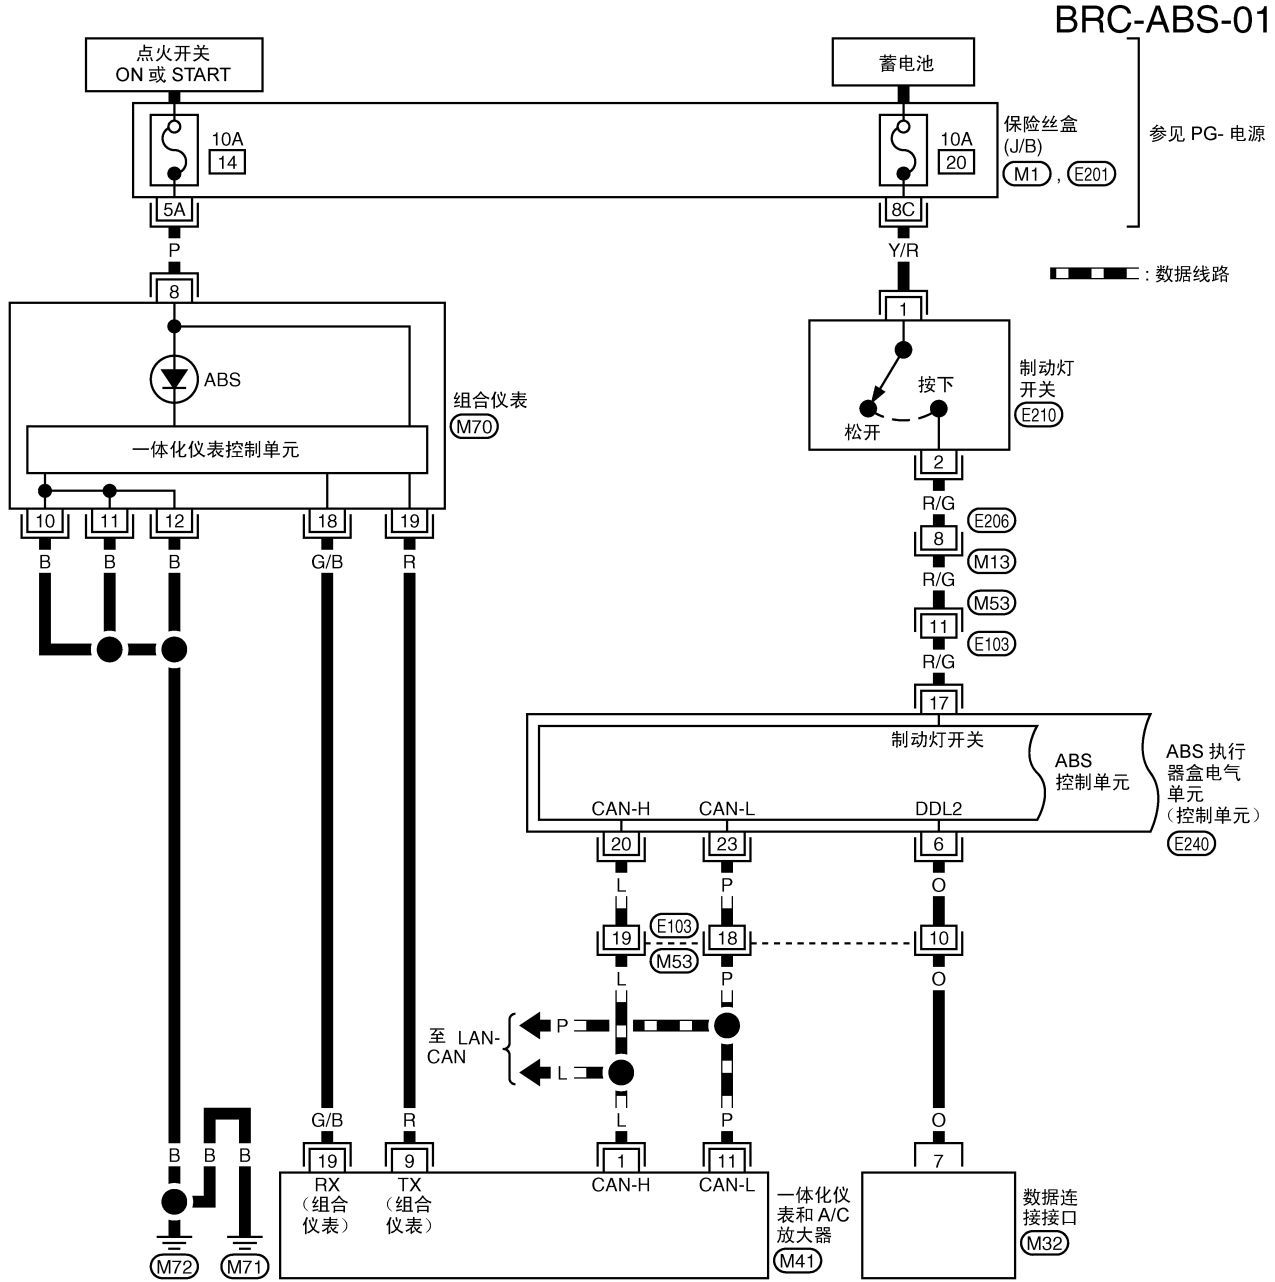 BRC-ABS-01
点火开关
ON 或 START
蓄电池
10A
14
10A
20
保险丝盒
(J/B)
M1 , E201
参见 PG- 电源
5A
8C
P
Y/R
: 数据线路
8
1
ABS
组合仪表
M70
一体化仪表控制单元
按下
松开
制动灯
开关
E210
2
10
11
12
18
19
B
B
B
G/B
R
R/G
E206
8
M13
R/G
M53
11
E103
R/G
17
制动灯开关
ABS
控制单元
ABS 执行
器盒电气
单元
（控制单元）
E240
CAN-H
CAN-L
DDL2
20
23
6
L
P
O
19
E103
18
10
M53
L
P
O
至 LAN-
CAN
P
L
G/B
R
L
P
O
B
B
B
19
9
1
11
7
RX
（组合
仪表）
TX
（组合
仪表）
CAN-H
CAN-L
一体化仪
表和 A/C
放大器
M41
数据连
接接口
M32
M72
M71